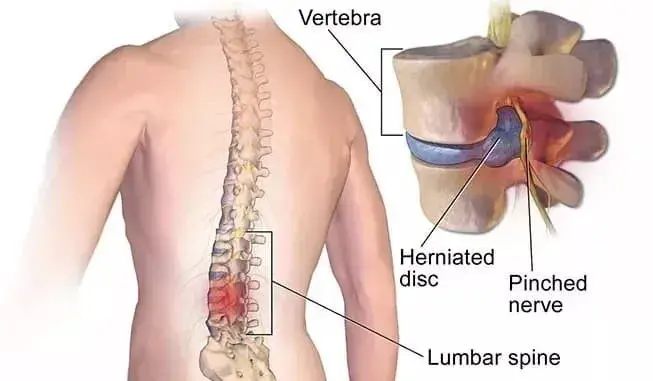 Vertebra
Herniated
disc
Pinched
nerve
Lumbar spine